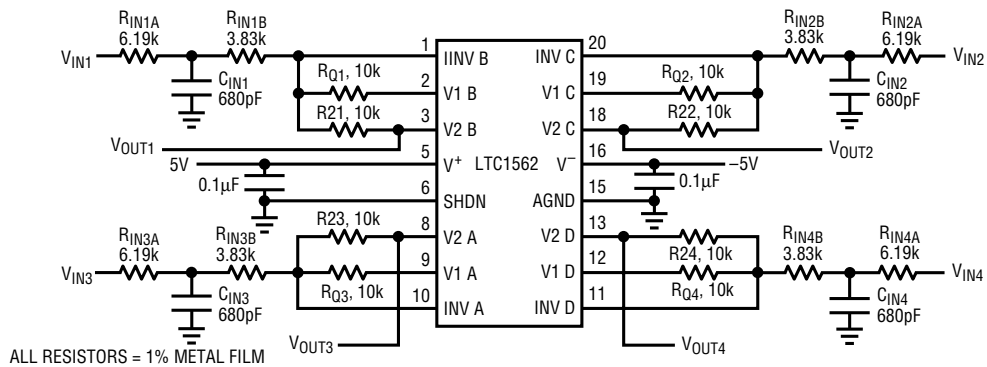 RIN1A
6.19k
RIN1B
3.83k
VIN1
CIN1
680pF
RQ1, 10k
R21, 10k
VOUT1
5V
0.1µF
1
2
3
5
6
8
9
10
IINV B
V1 B
V2 B
V+
SHDN
V2 A
V1 A
INV A
LTC1562
INV C
V1 C
V2 C
V–
AGND
V2 D
V1 D
INV D
20
19
18
16
15
13
12
11
RIN2B
3.83k
RIN2A
6.19k
VIN2
CIN2
680pF
RQ2, 10k
R22, 10k
VOUT2
–5V
0.1µF
RIN3A
6.19k
RIN3B
3.83k
VIN3
CIN3
680pF
R23, 10k
RQ3, 10k
VOUT3
R24, 10k
RQ4, 10k
RIN4B
3.83k
RIN4A
6.19k
VIN4
CIN4
680pF
VOUT4
ALL RESISTORS = 1% METAL FILM